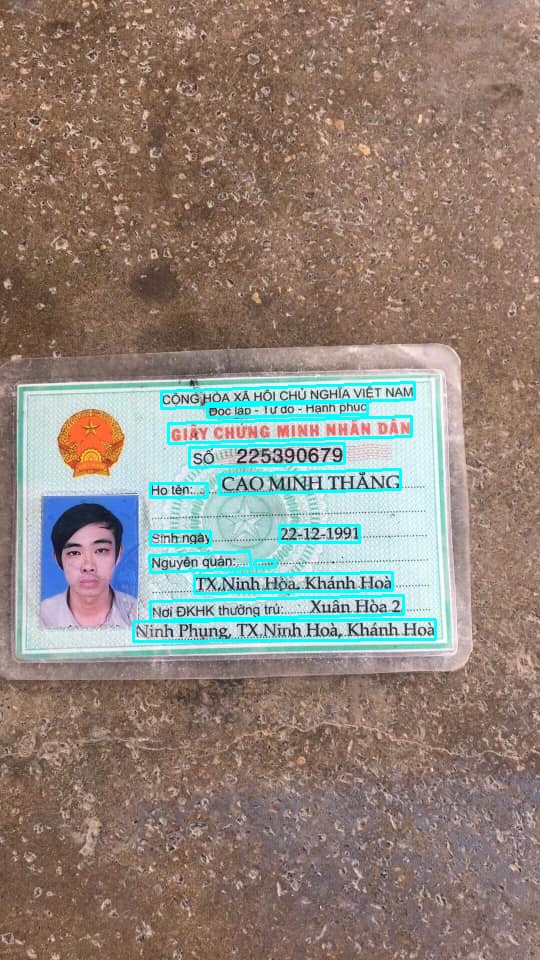 CỘNG HÒA XÃ HỘI CHỦ NGHĨA VIỆT NAM
Độc lập - Tự do - Hạnh phúc
GIẤY CHỨNG MINH NHÂN DÂN
SỐ 225390679
Họ tên: CAO MINH THẮNG
Sinh ngày 22-12-1991
Nguyên quán:
TX.Ninh Hòa, Khánh Hoà
Nơi ĐKHK thường trú: Xuân Hòa 2
Ninh Phụng, TX.Ninh Hoà, Khánh Hoà